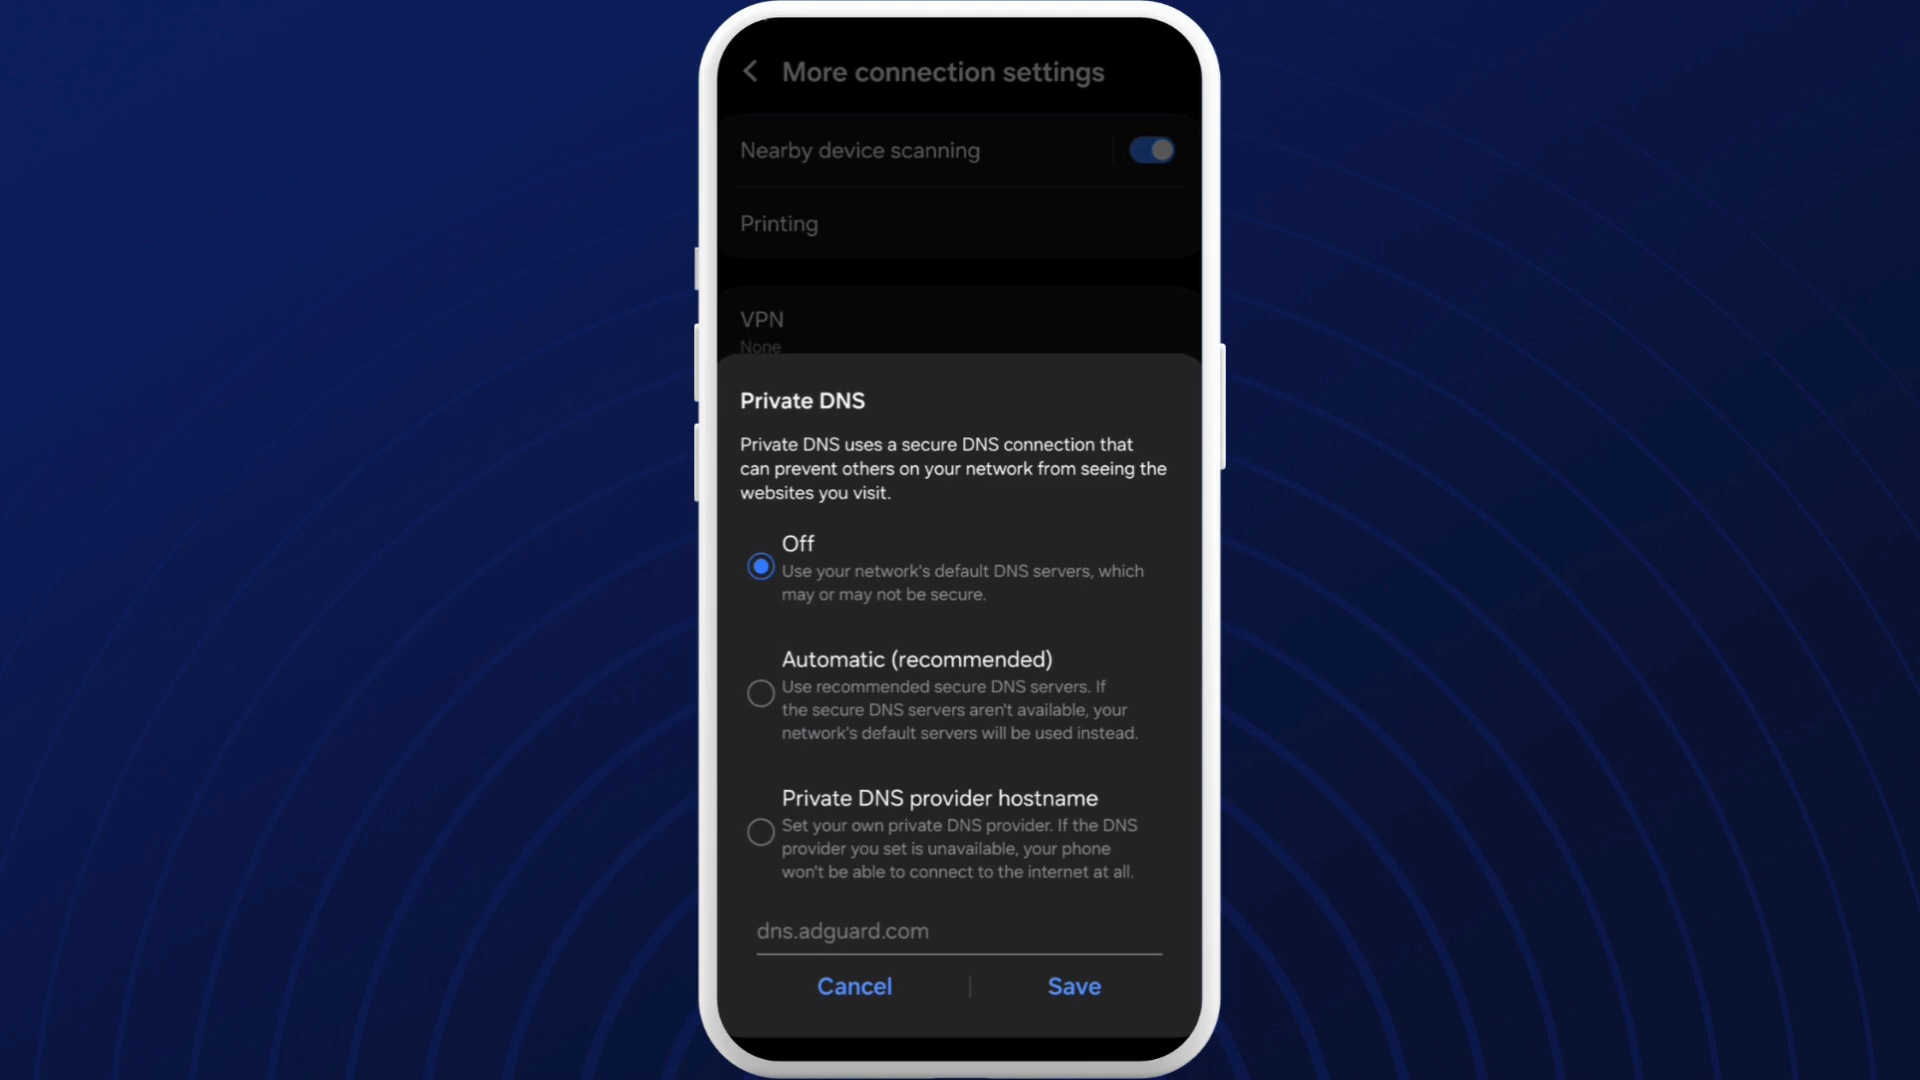 More connection settings
Nearby device scanning
Printing
VPN
None
Private DNS
Private DNS uses a secure DNS connection that
can prevent others on your network from seeing the
websites you visit.
Off
Use your network's default DNS servers, which
may or may not be secure.
Automatic (recommended)
Use recommended secure DNS servers. If
the secure DNS servers aren't available, your
network's default servers will be used instead.
Private DNS provider hostname
Set your own private DNS provider. If the DNS
provider you set is unavailable, your phone
won't be able to connect to the internet at all.
dns.adguard.com
Cancel
Save